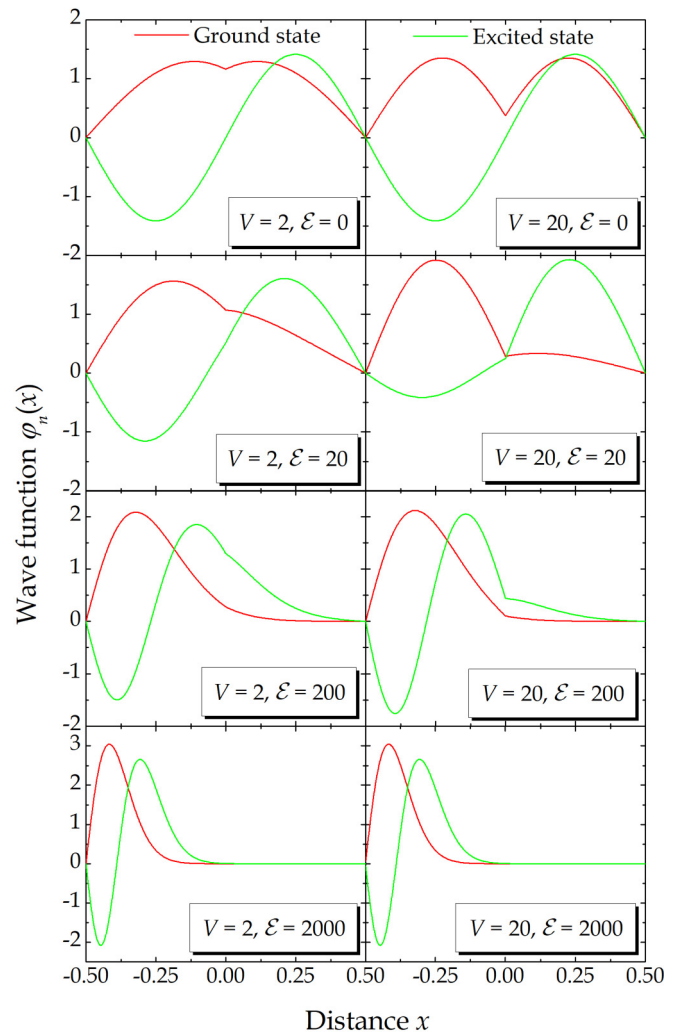 Ground state
Excited state
2
1
0
-1
-2
V = 2, ℰ = 0
V = 20, ℰ = 0
1
0
-1
2
V = 2, ℰ = 20
V = 20, ℰ = 20
2
1
0
-1
2
V = 2, ℰ = 200
V = 20, ℰ = 200
3
2
1
0
-1
-2
V = 2, ℰ = 2000
V = 20, ℰ = 2000
-0.50
-0.25
0.00
0.25
0.50
-0.25
0.00
0.25
0.50
Wave function φn(x)
Distance x